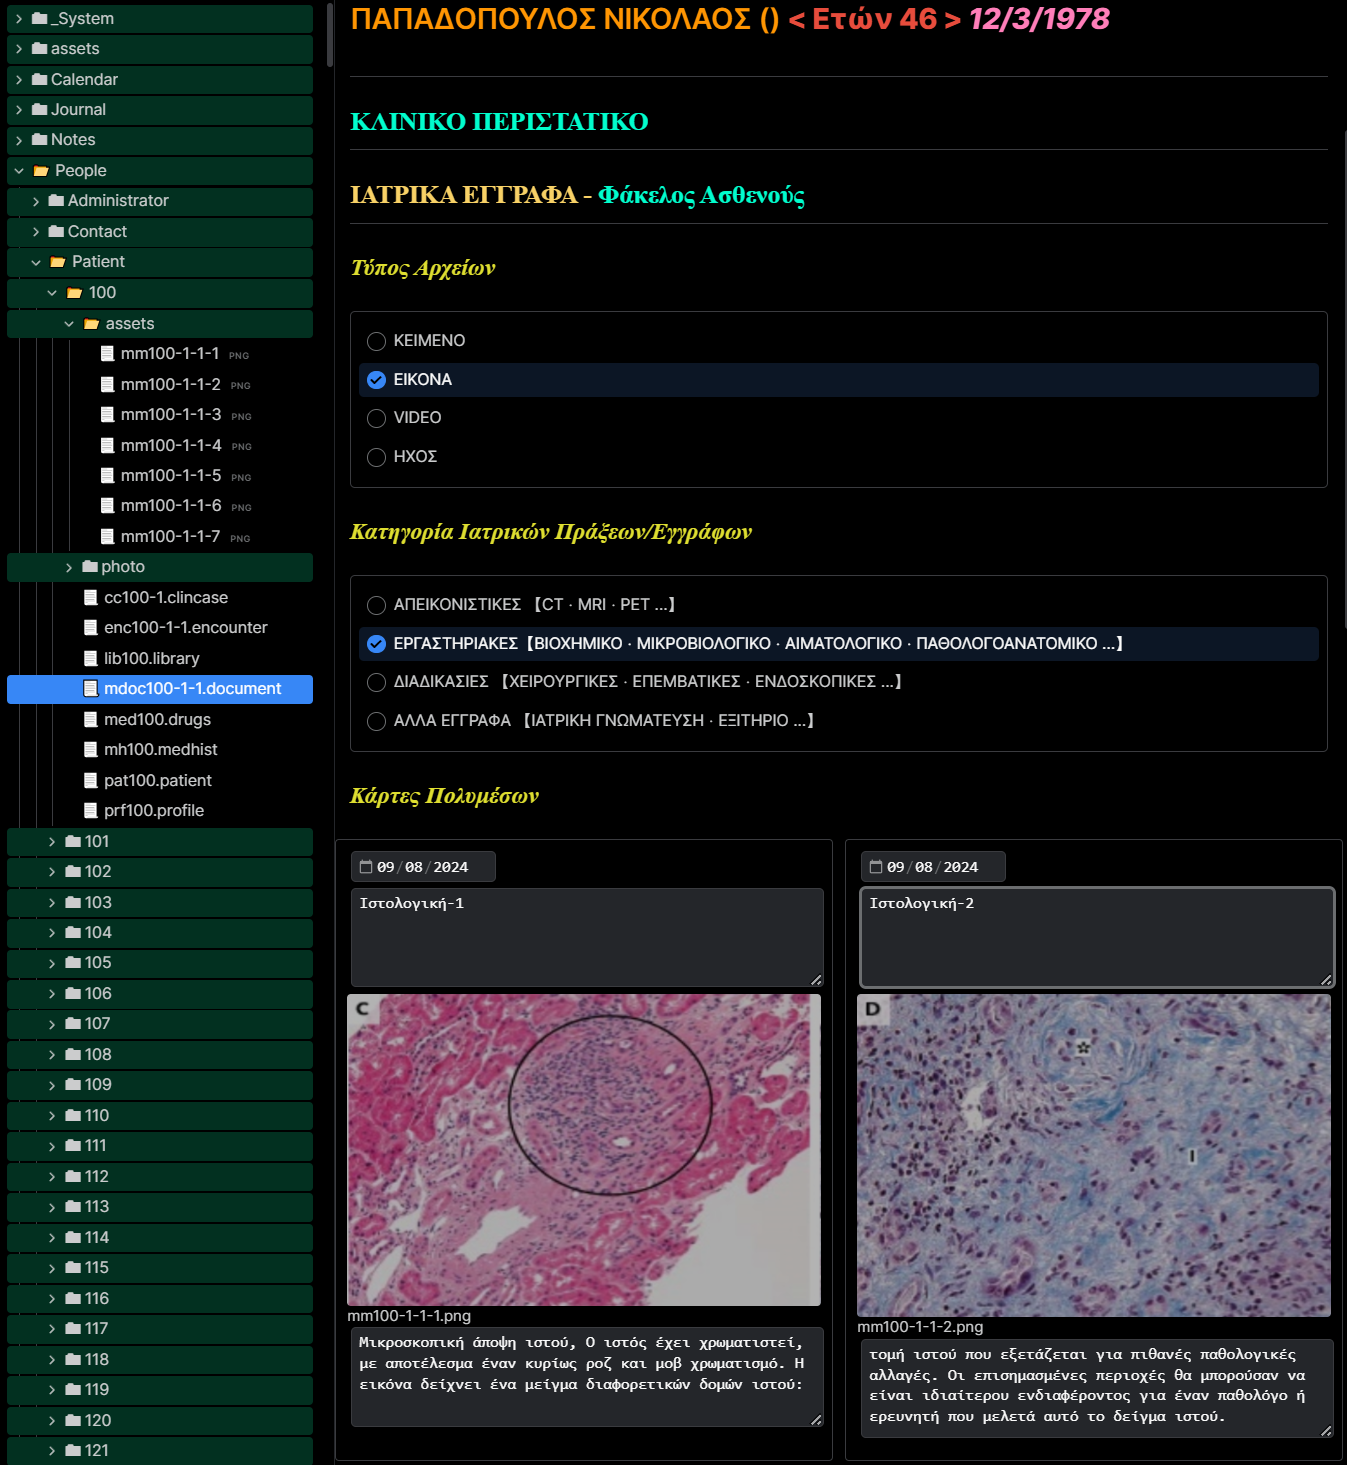 _System
assets
Calendar
Journal
Notes
People
Administrator
Contact
Patient
100
assets
mm100-1-1-1 PNG
mm100-1-1-2 PNG
mm100-1-1-3 PNG
mm100-1-1-4 PNG
mm100-1-1-5 PNG
mm100-1-1-6 PNG
mm100-1-1-7 PNG
photo
cc100-1.clincase
enc100-1-1.encounter
lib100.library
mdoc100-1-1.document
med100.drugs
mh100.medhist
pat100.patient
prf100.profile
101
102
103
104
105
106
107
108
109
110
111
112
113
114
115
116
117
118
119
120
121
ΠΑΠΑΔΟΠΟΥΛΟΣ ΝΙΚΟΛΑΟΣ () < Ετών 46 > 12/3/1978
ΚΛΙΝΙΚΟ ΠΕΡΙΣΤΑΤΙΚΟ
ΙΑΤΡΙΚΑ ΕΓΓΡΑΦΑ - Φάκελος Ασθενούς
Τύπος Αρχείων
ΚΕΙΜΕΝΟ
ΕΙΚΟΝΑ
VIDEO
ΗΧΟΣ
Κατηγορία Ιατρικών Πράξεων/Εγγράφων
ΑΠΕΙΚΟΝΙΣΤΙΚΕΣ 【CT · MRI · PET ...】
ΕΡΓΑΣΤΗΡΙΑΚΕΣ【ΒΙΟΧΗΜΙΚΟ · ΜΙΚΡΟΒΙΟΛΟΓΙΚΟ · ΑΙΜΑΤΟΛΟΓΙΚΟ · ΠΑΘΟΛΟΓΟΑΝΑΤΟΜΙΚΟ ...】
ΔΙΑΔΙΚΑΣΙΕΣ 【ΧΕΙΡΟΥΡΓΙΚΕΣ · ΕΠΕΜΒΑΤΙΚΕΣ · ΕΝΔΟΣΚΟΠΙΚΕΣ ...】
ΑΛΛΑ ΕΓΓΡΑΦΑ 【ΙΑΤΡΙΚΗ ΓΝΩΜΑΤΕΥΣΗ · ΕΞΙΤΗΡΙΟ ...】
Κάρτες Πολυμέσων
09/08/2024
Ιστολογική-1
C
mm100-1-1-1.png
Μικροσκοπική άποψη ιστού, Ο ιστός έχει χρωματιστεί,
με αποτέλεσμα έναν κυρίως ροζ και μοβ χρωματισμό. Η
εικόνα δείχνει ένα μείγμα διαφορετικών δομών ιστού:
09/08/2024
Ιστολογική-2
D
I
mm100-1-1-2.png
τομή ιστού που εξετάζεται για πιθανές παθολογικές
αλλαγές. Οι επισημασμένες περιοχές θα μπορούσαν να
είναι ιδιαίτερου ενδιαφέροντος για έναν παθολόγο ή
ερευνητή που μελετά αυτό το δείγμα ιστού.